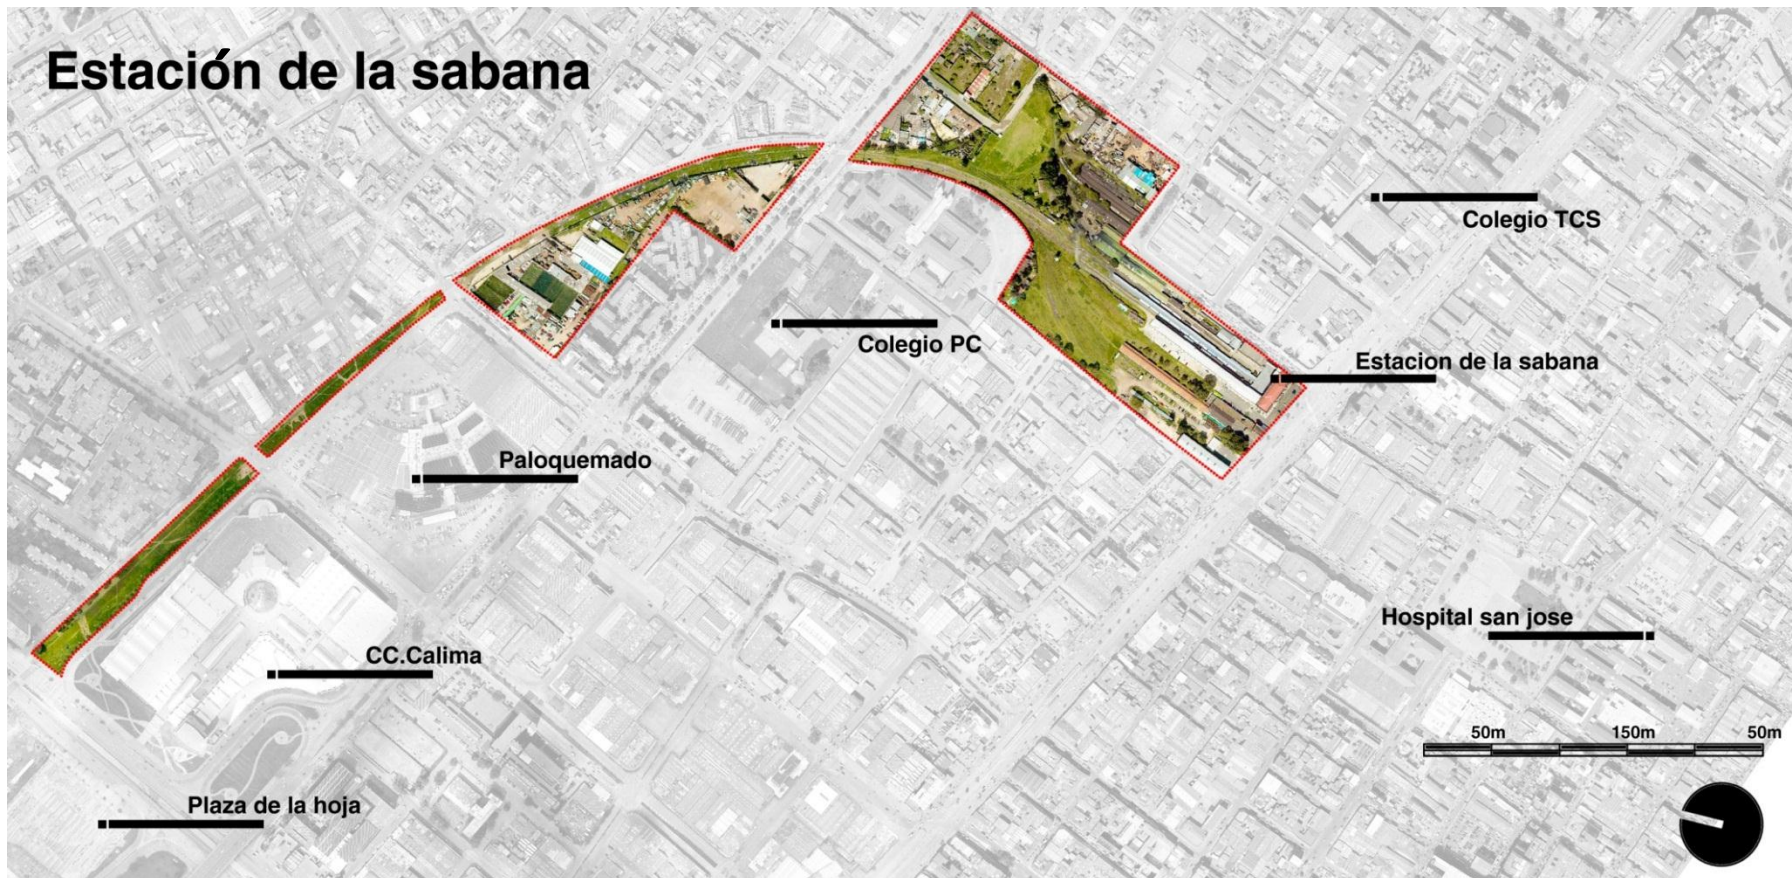 Estación de la sabana
Colegio TCS
Colegio PC
Estacion de la sabana
Paloquemado
Hospital san jose
CC.Calima
50m 150m 50m
Plaza de la hoja